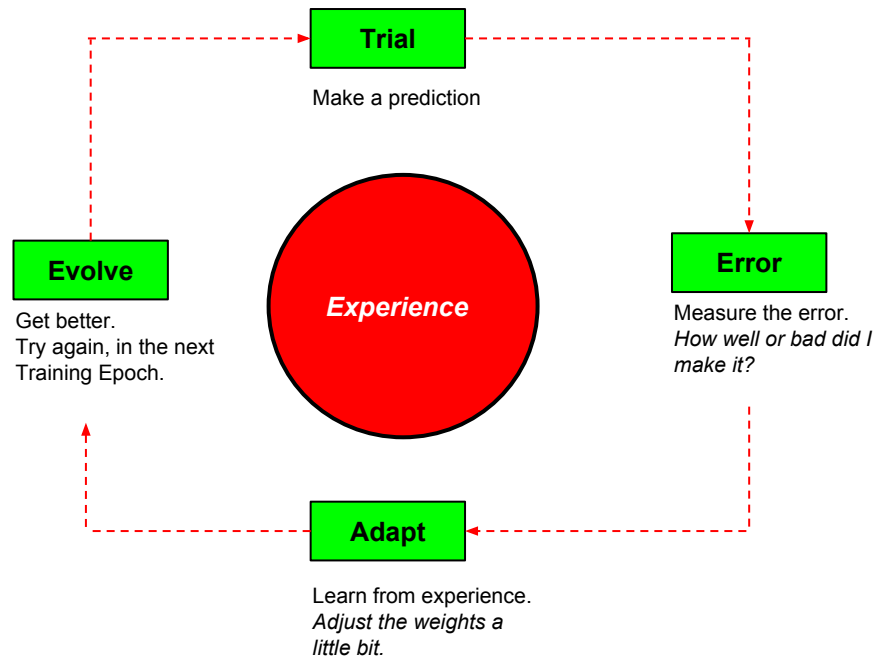 Trial
Make a prediction
Evolve
Get better.
Try again, in the next
Training Epoch.
Experience
Error
Measure the error.
How well or bad did I
make it?
Adapt
Learn from experience.
Adjust the weights a
little bit.